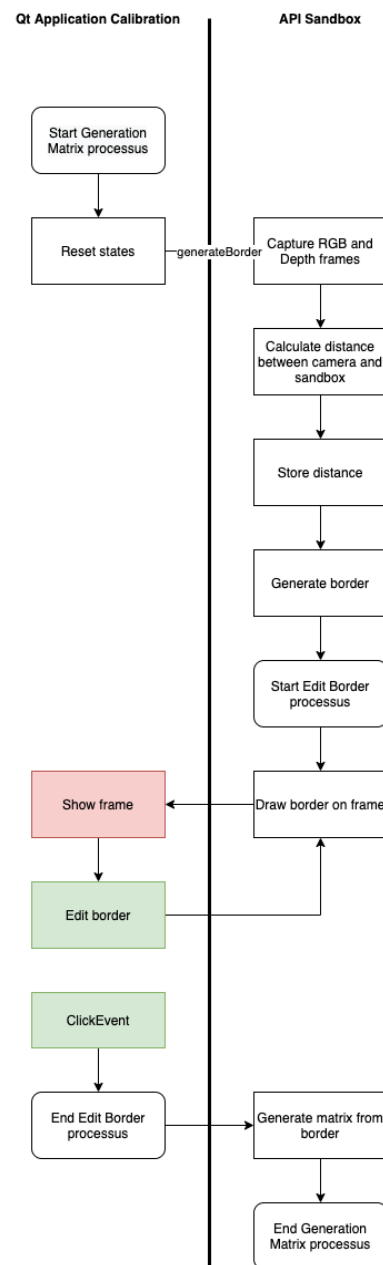 Qt Application Calibration
API Sandbox
Start Generation
Matrix processus
Reset states
generateBorder
Capture RGB and
Depth frames
Calculate distance
between camera and
sandbox
Store distance
Generate border
Start Edit Border
processus
Show frame
Draw border on frame
Edit border
ClickEvent
End Edit Border
processus
Generate matrix from
border
End Generation
Matrix processus